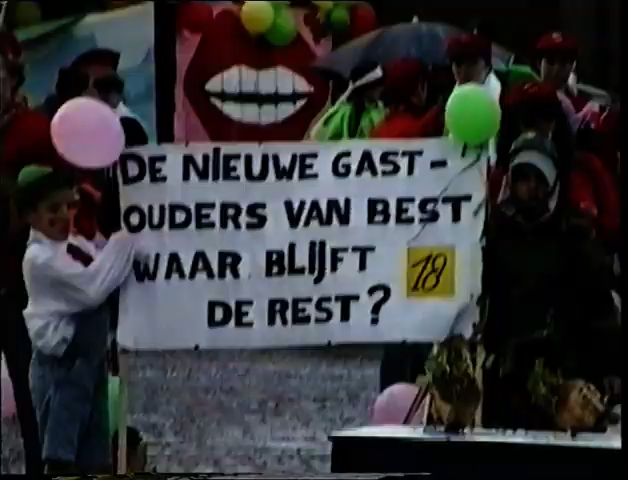 DE NIEUWE GAST-
OUDERS VAN BEST
WAAR BLIJFT
DE REST?
18